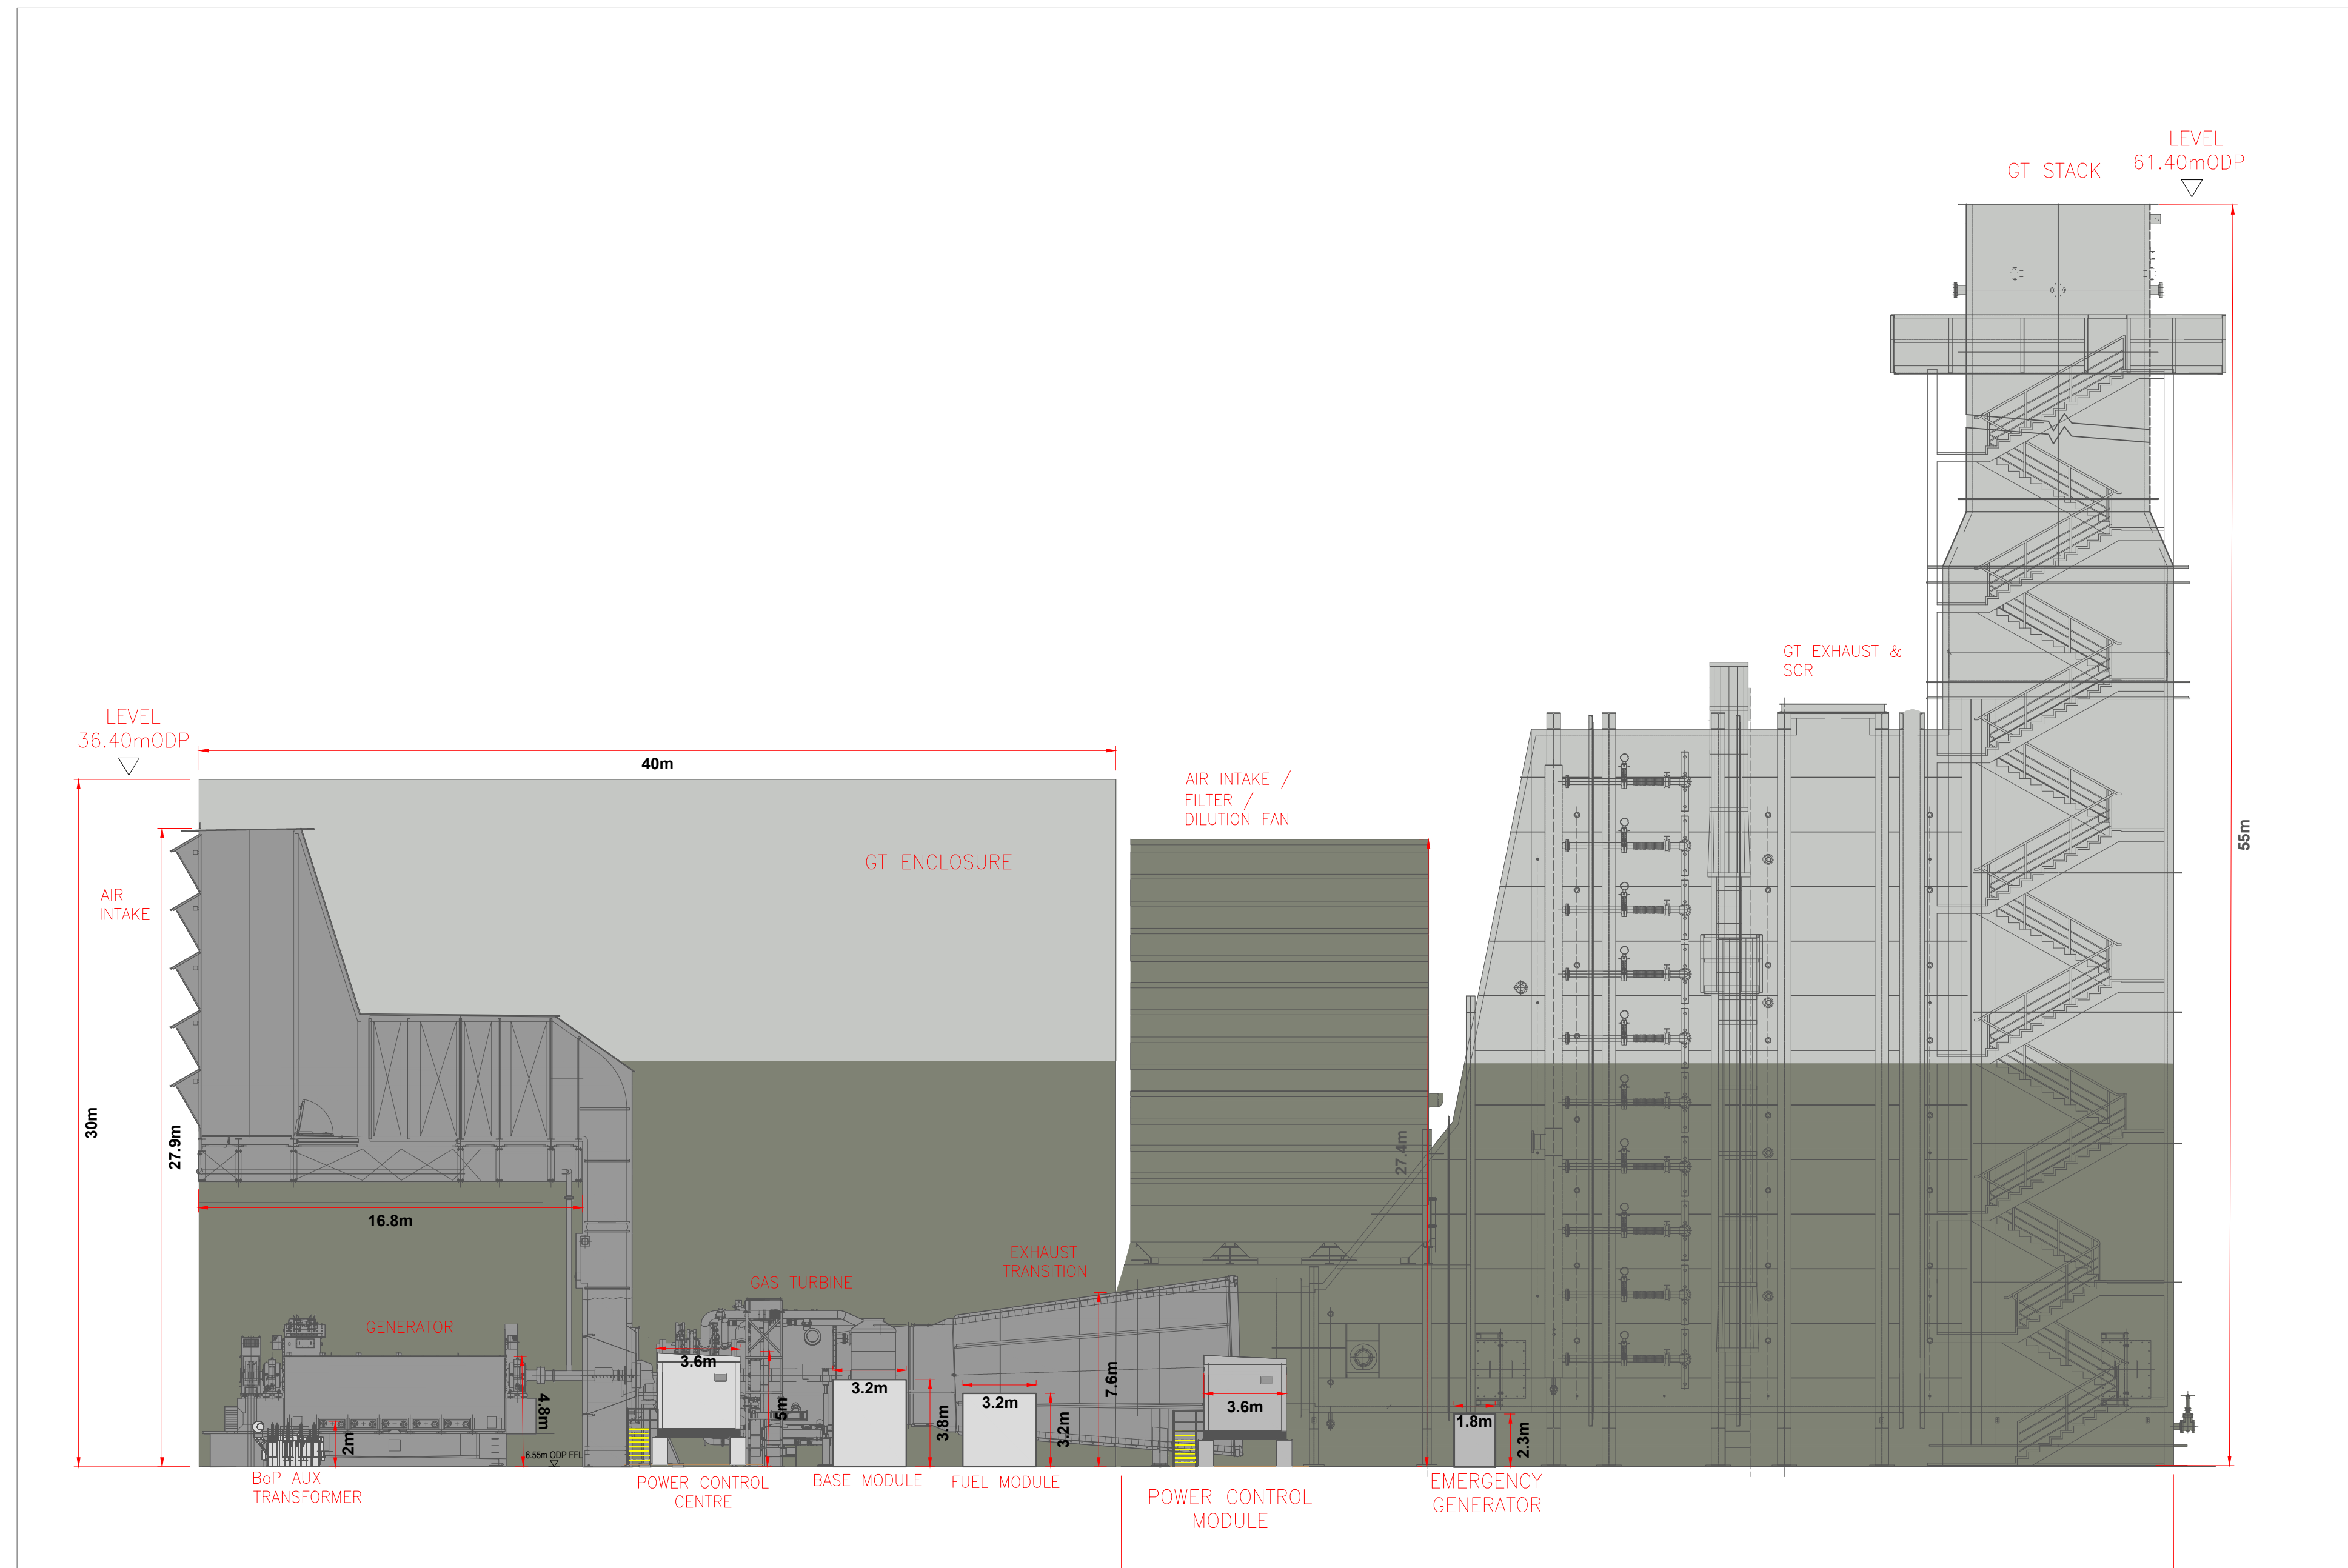 LEVEL
61.40mODP
GT STACK
GT EXHAUST &
SCR
LEVEL
36.40mODP
40m
AIR INTAKE /
FILTER /
DILUTION FAN
GT ENCLOSURE
55m
AIR
INTAKE
30m
27.9m
27.4m
16.8m
EXHAUST
TRANSITION
GAS TURBINE
GENERATOR
3.6m
7.6m
3.2m
3.2m
3.6m
4.8m
5m
3.8m
3.2m
1.8m
2.3m
2m
6.55m ODP FFL
BoP AUX
TRANSFORMER
POWER CONTROL
CENTRE
BASE MODULE
FUEL MODULE
POWER CONTROL
MODULE
EMERGENCY
GENERATOR